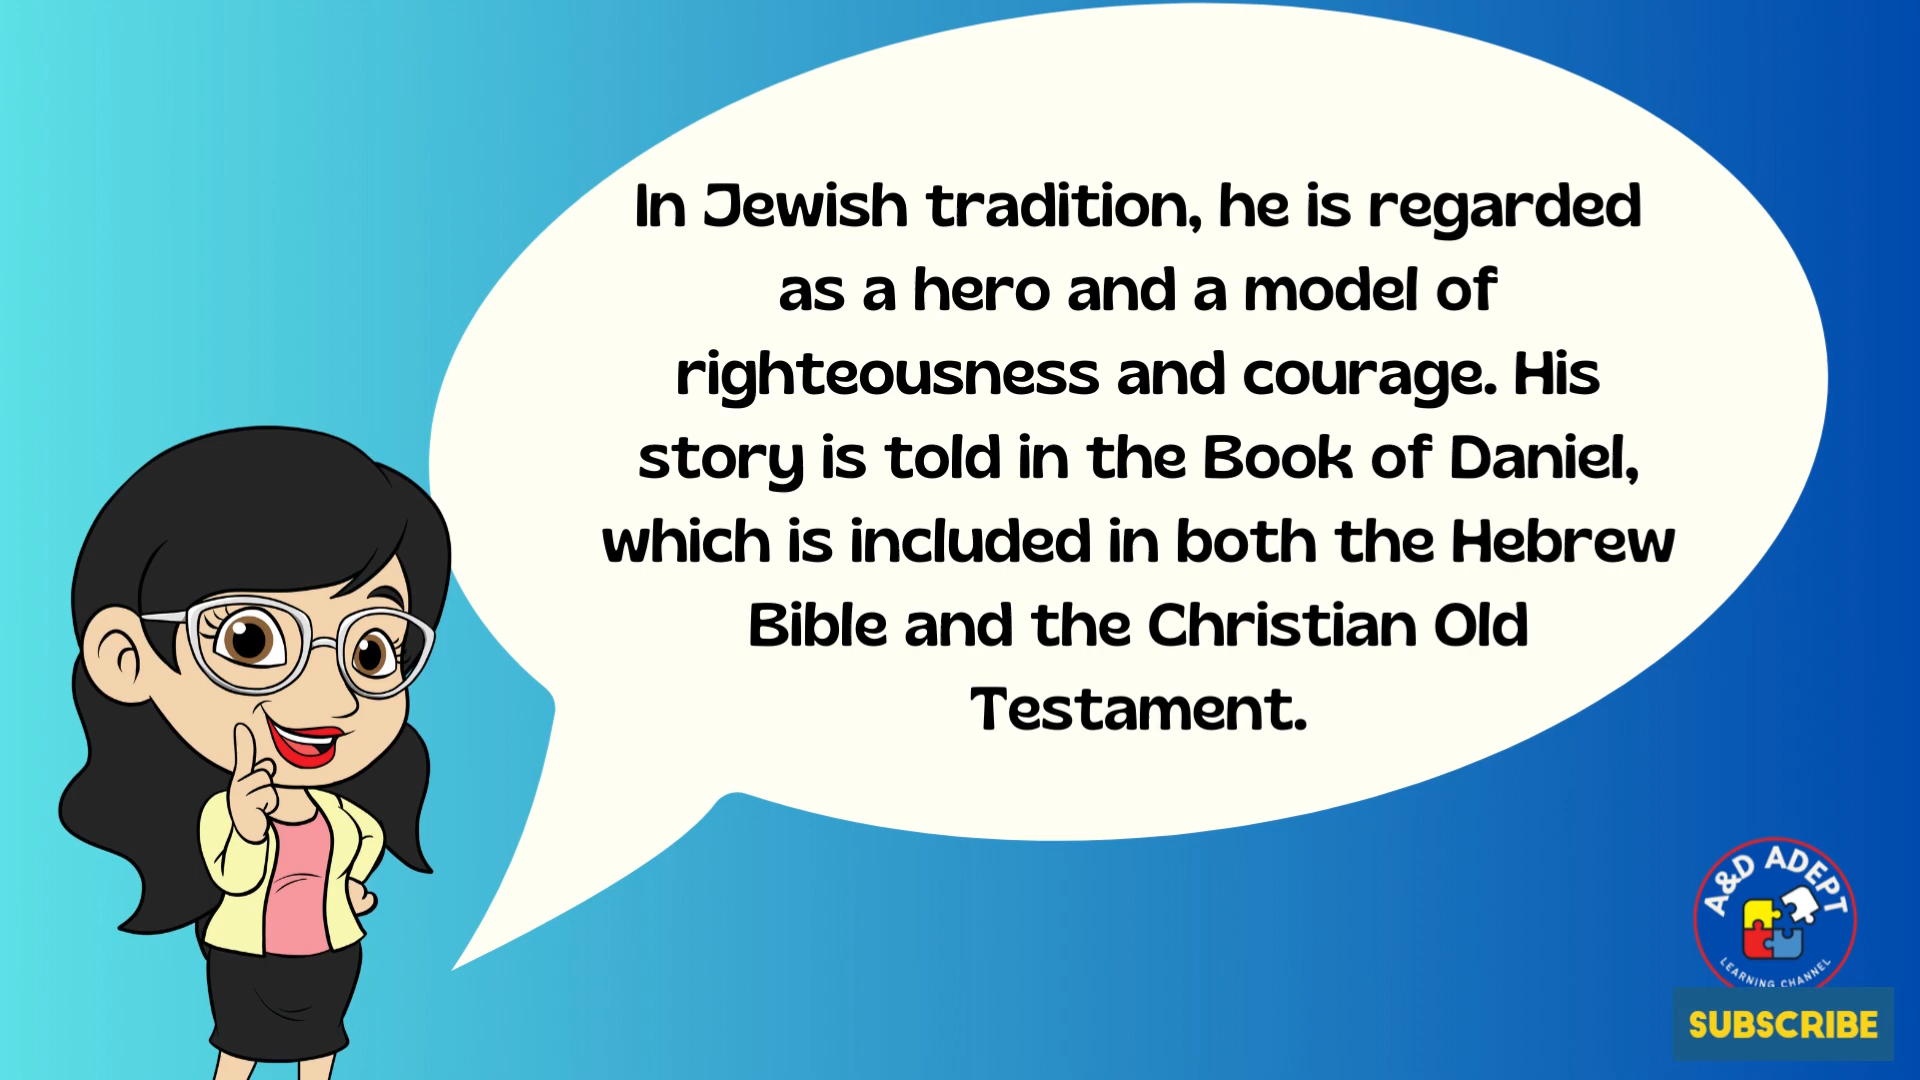 In Jewish tradition, he is regarded
as a hero and a model of
righteousness and courage. His
story is told in the Book of Daniel,
which is included in both the Hebrew
Bible and the Christian Old
Testament.
A&D ADEPT
LEARNING CHANNEL
SUBSCRIBE